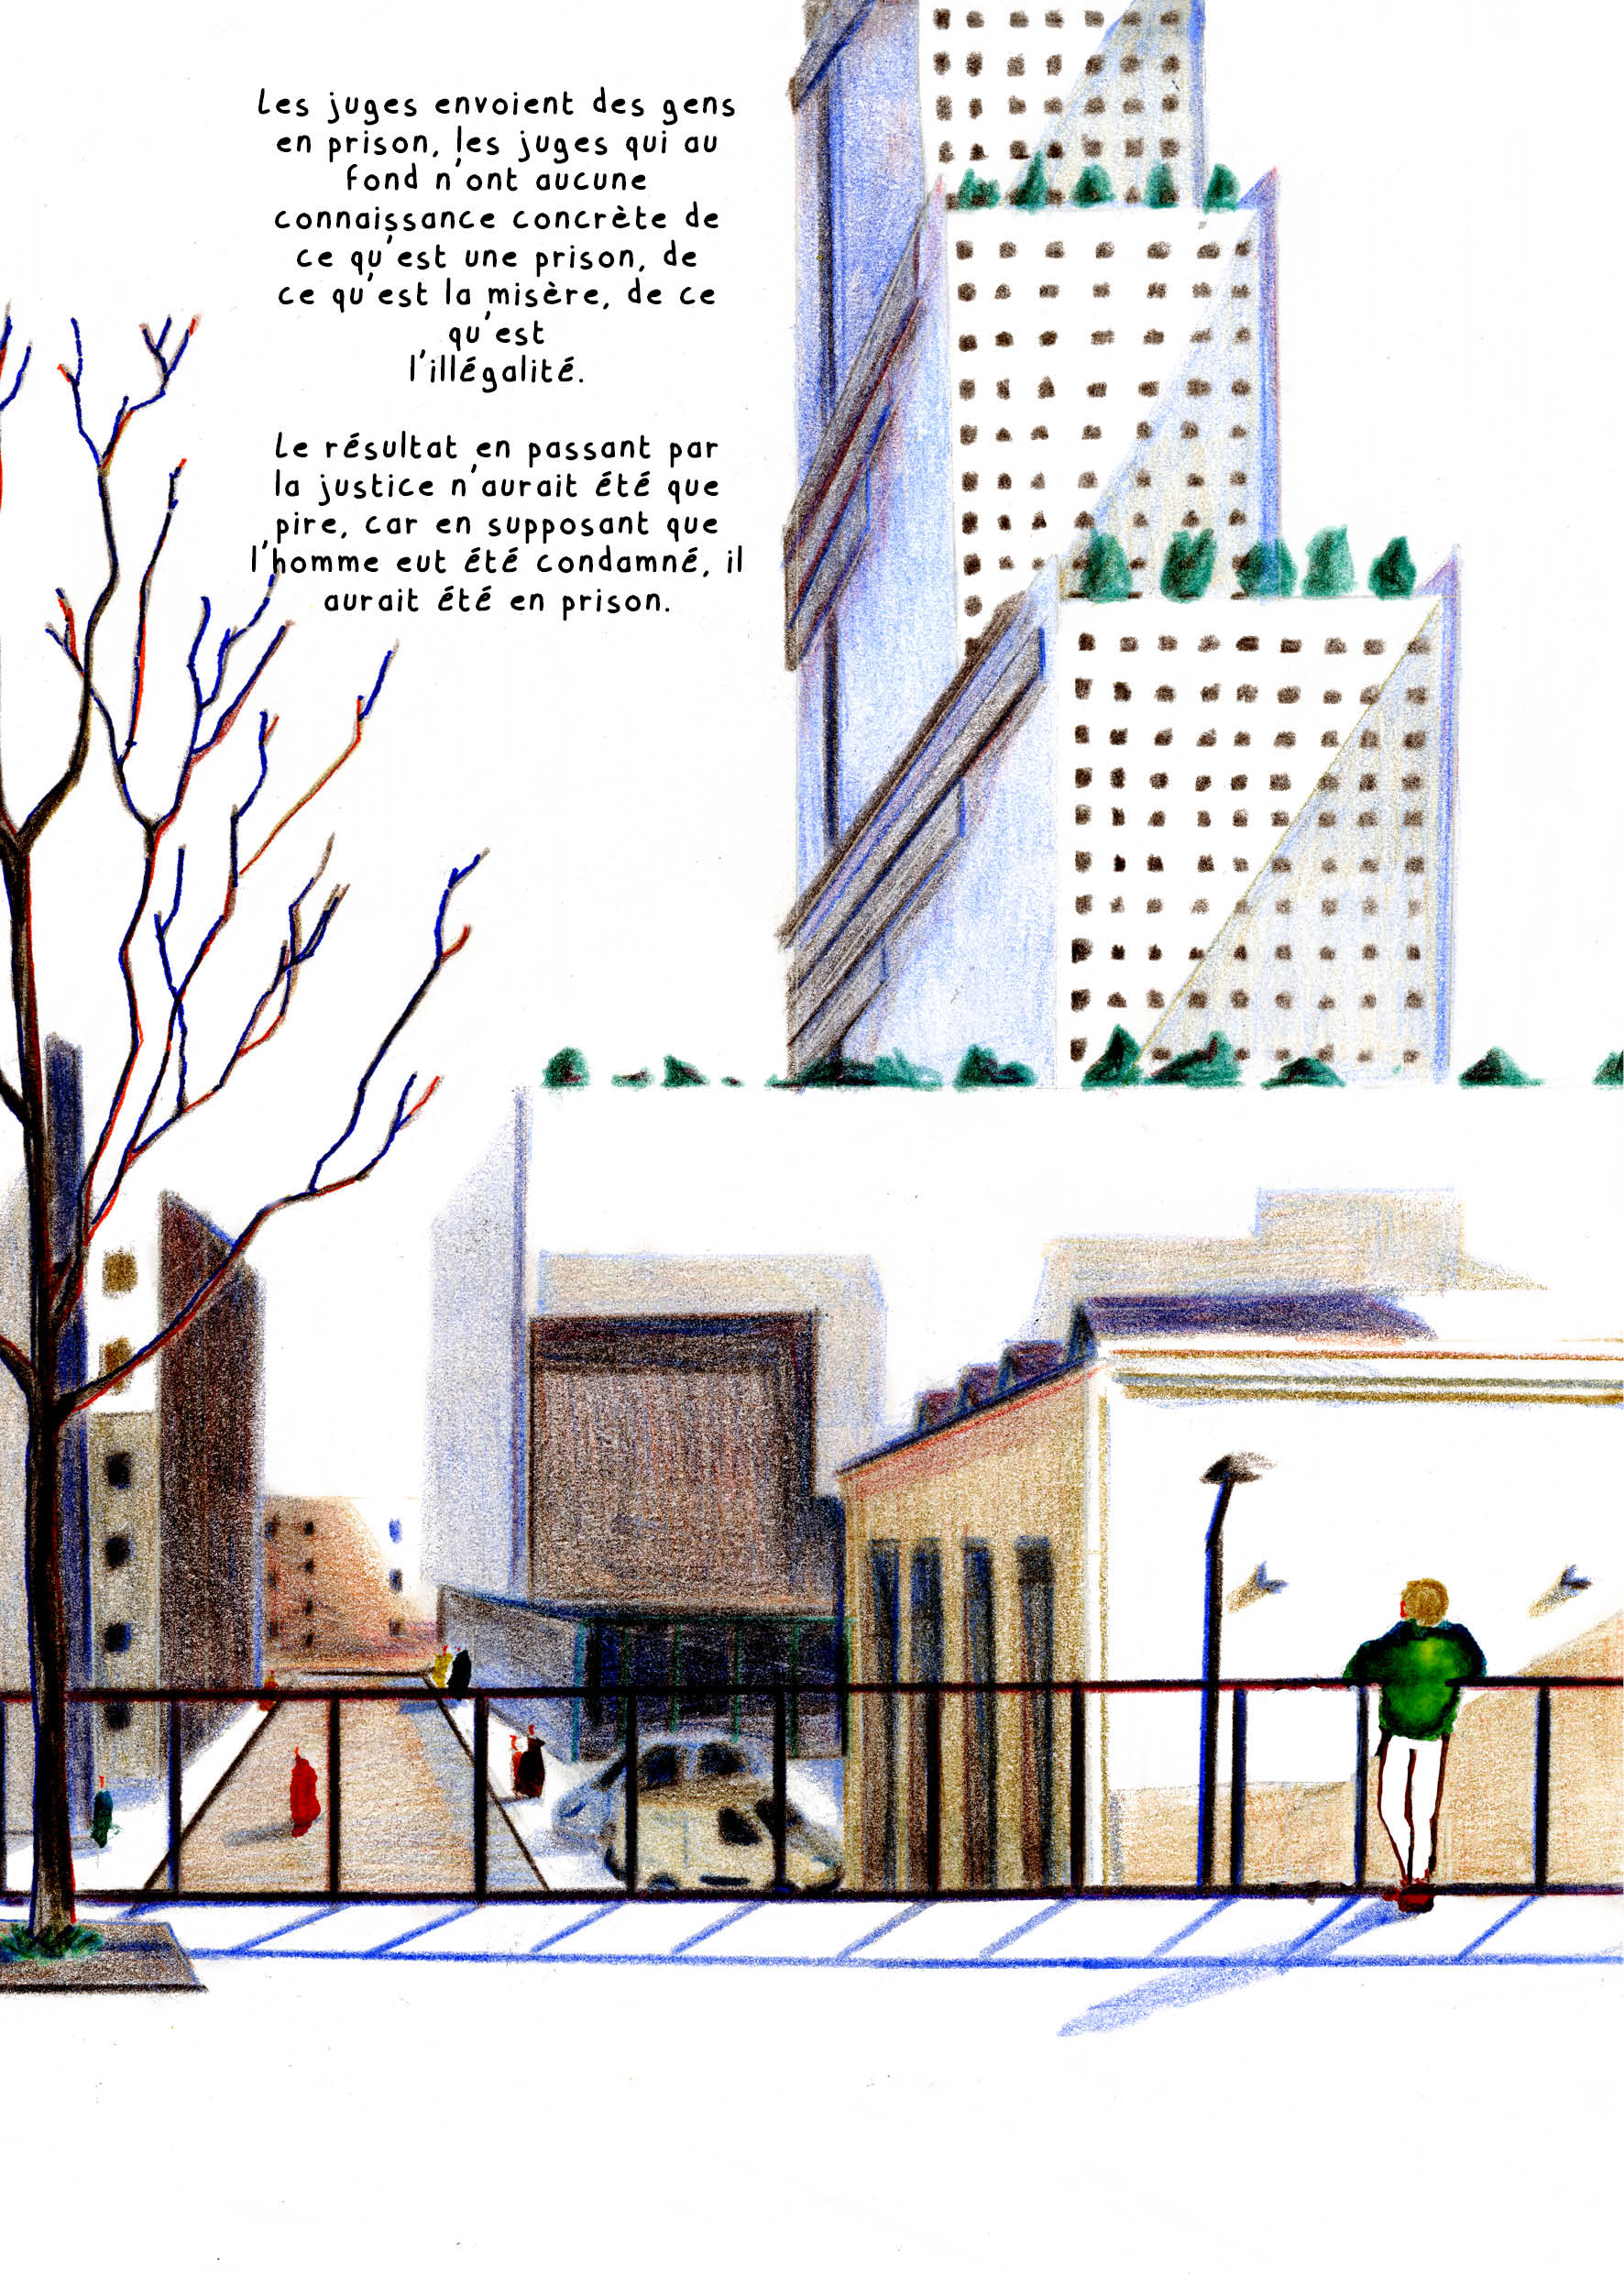 Les juges envoient des gens
en prison, les juges qui au
fond n'ont aucune
connaissance concrète de
ce qu'est une prison, de
ce qu'est la misère, de ce
qu'est
l'illégalité.
Le résultat en passant par
la justice n'aurait été que
pire, car en supposant que
l'homme eut été condamné, il
aurait été en prison.